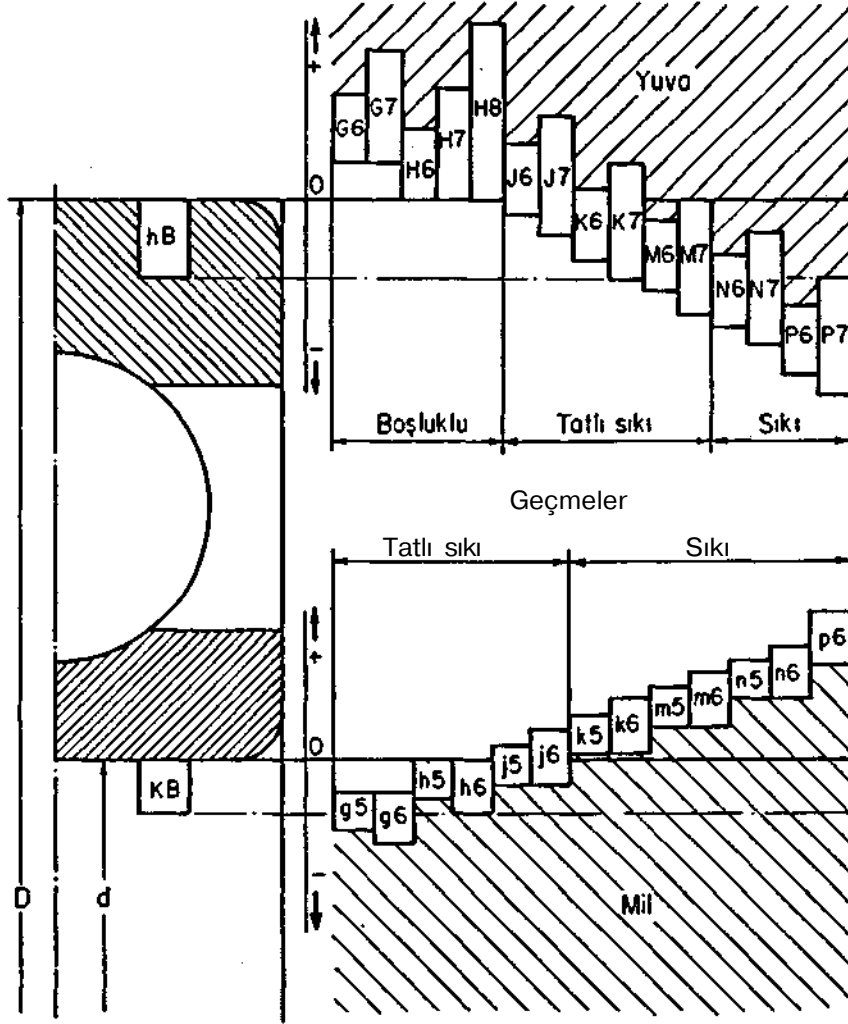 +
Yuva
G6
G7
H6
H7
H8
J6
J7
K6
K7
M6
M7
N6
N7
P6
P7
0
hB
−
Boşluklu
Tatlı sıkı
Sıkı
Geçmeler
Tatlı sıkı
Sıkı
+
0
KB
g5
g6
h5
h6
j5
j6
k5
k6
m5
m6
n5
n6
p6
−
D
d
Mil